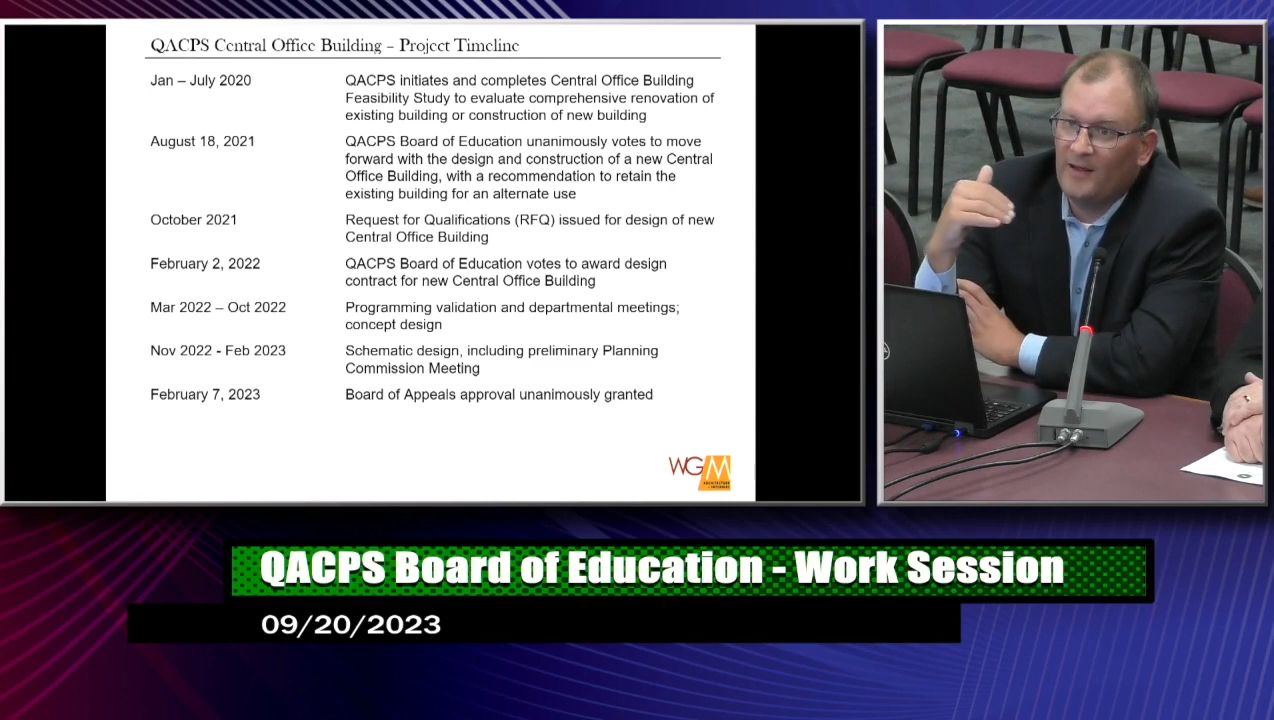 QACPS Central Office Building – Project Timeline
Jan – July 2020
QACPS initiates and completes Central Office Building
Feasibility Study to evaluate comprehensive renovation of
existing building or construction of new building
August 18, 2021
QACPS Board of Education unanimously votes to move
forward with the design and construction of a new Central
Office Building, with a recommendation to retain the
existing building for an alternate use
October 2021
Request for Qualifications (RFQ) issued for design of new
Central Office Building
February 2, 2022
QACPS Board of Education votes to award design
contract for new Central Office Building
Mar 2022 – Oct 2022
Programming validation and departmental meetings;
concept design
Nov 2022 - Feb 2023
Schematic design, including preliminary Planning
Commission Meeting
February 7, 2023
Board of Appeals approval unanimously granted
WGM
QACPS Board of Education - Work Session
09/20/2023